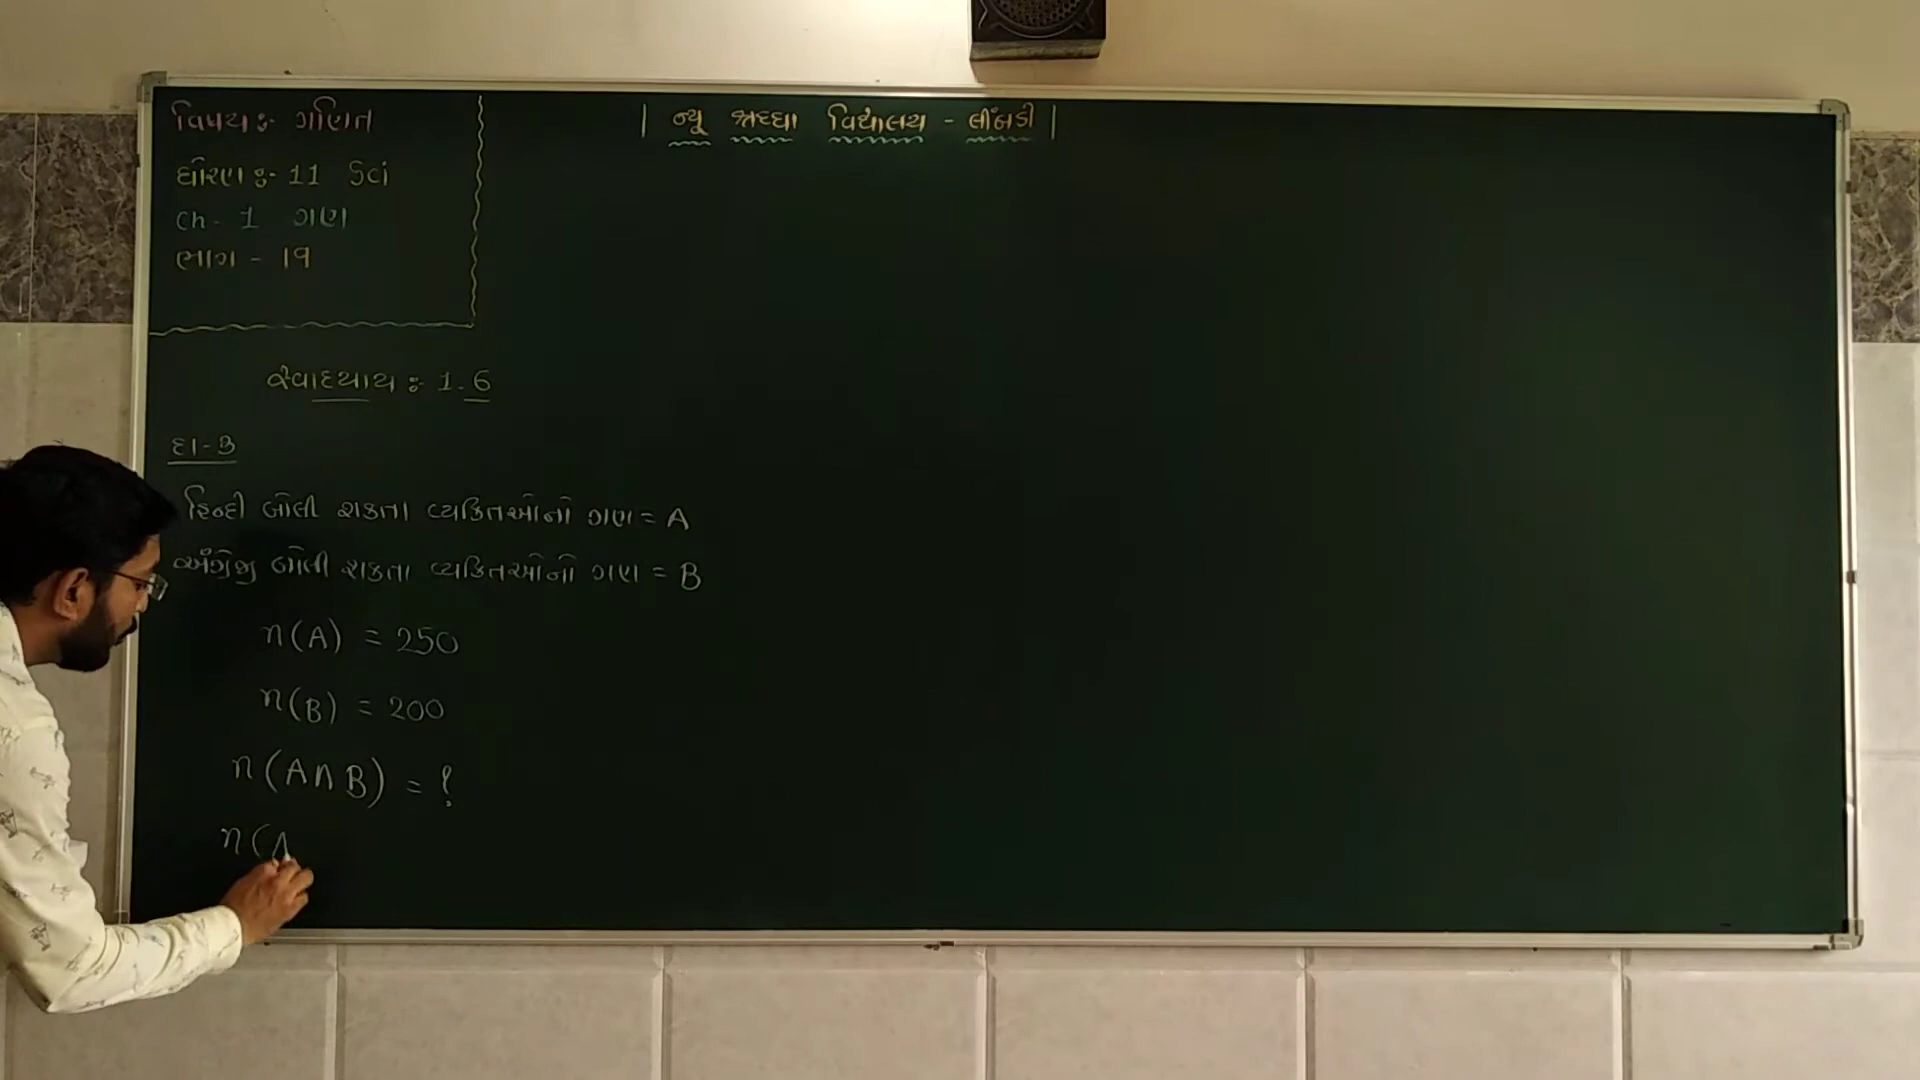 વિષય :- ગણિત
ધોરણ :- 11 Sci
Ch - 1 ગણ
ભાગ - 19
| ન્યૂ શ્રધ્ધા વિદ્યાલય - લીંબડી |
સ્વાધ્યાય :- 1.6
દા-3
હિન્દી બોલી શકતા વ્યક્તિઓનો ગણ = A
અંગ્રેજી બોલી શકતા વ્યક્તિઓનો ગણ = B
n(A) = 250
n(B) = 200
n(A∩B) = ?
n(A